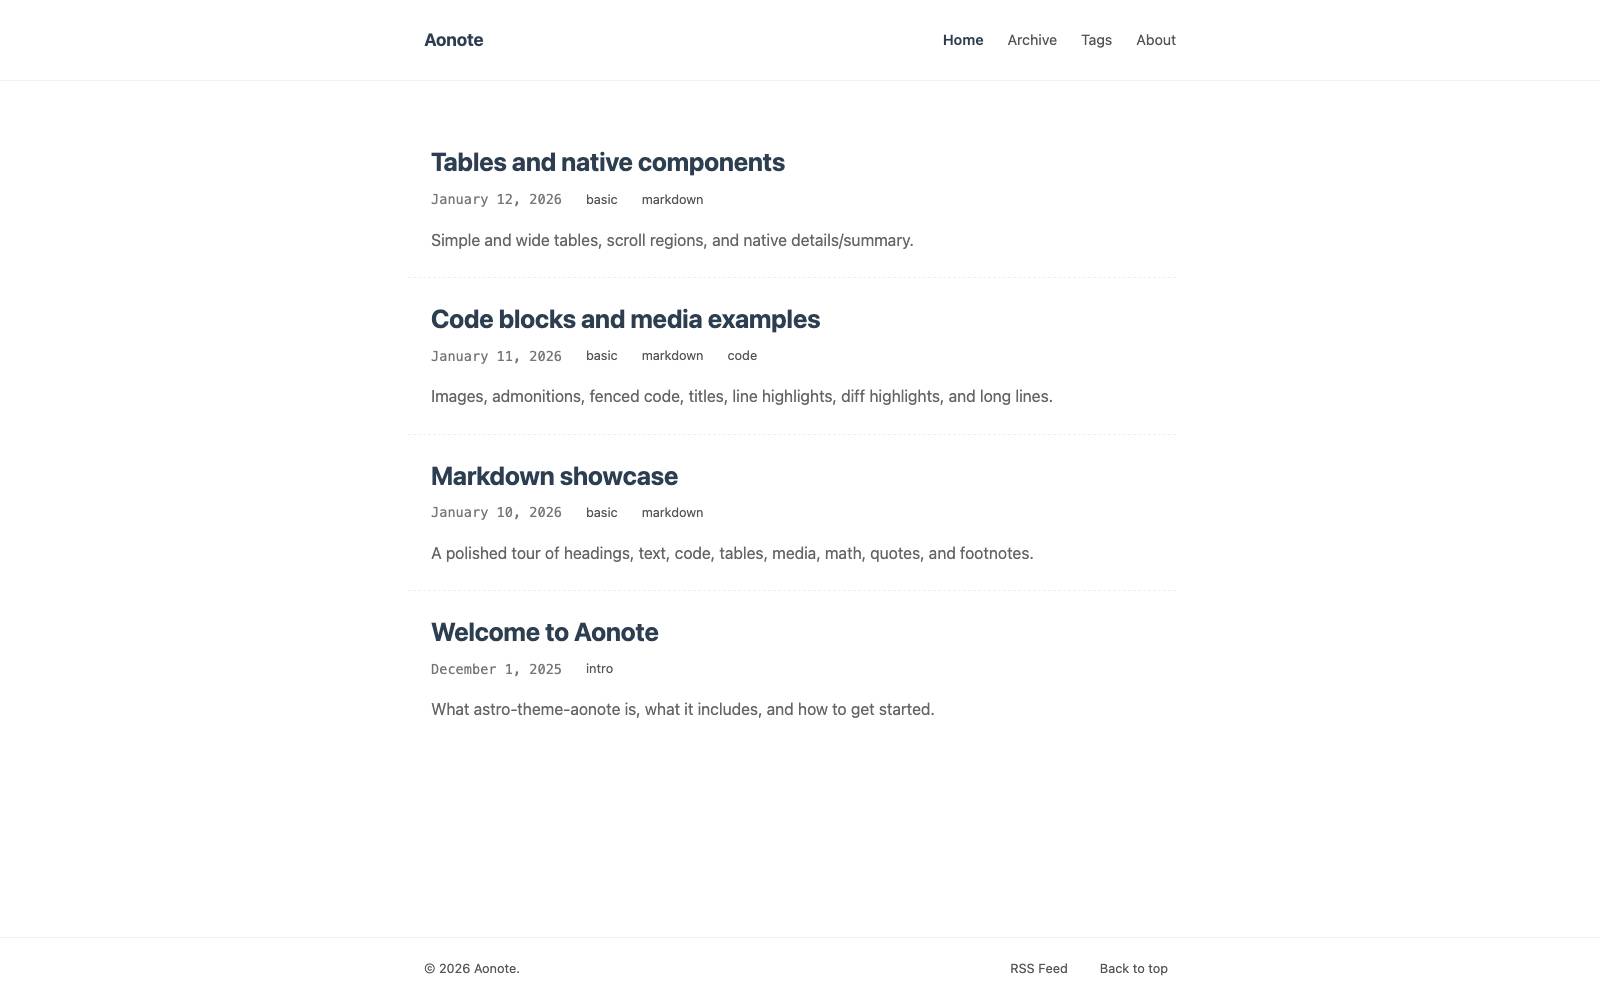 Aonote
Home Archive Tags About
Tables and native components
January 12, 2026 basic markdown
Simple and wide tables, scroll regions, and native details/summary.
Code blocks and media examples
January 11, 2026 basic markdown code
Images, admonitions, fenced code, titles, line highlights, diff highlights, and long lines.
Markdown showcase
January 10, 2026 basic markdown
A polished tour of headings, text, code, tables, media, math, quotes, and footnotes.
Welcome to Aonote
December 1, 2025 intro
What astro-theme-aonote is, what it includes, and how to get started.
© 2026 Aonote.
RSS Feed Back to top